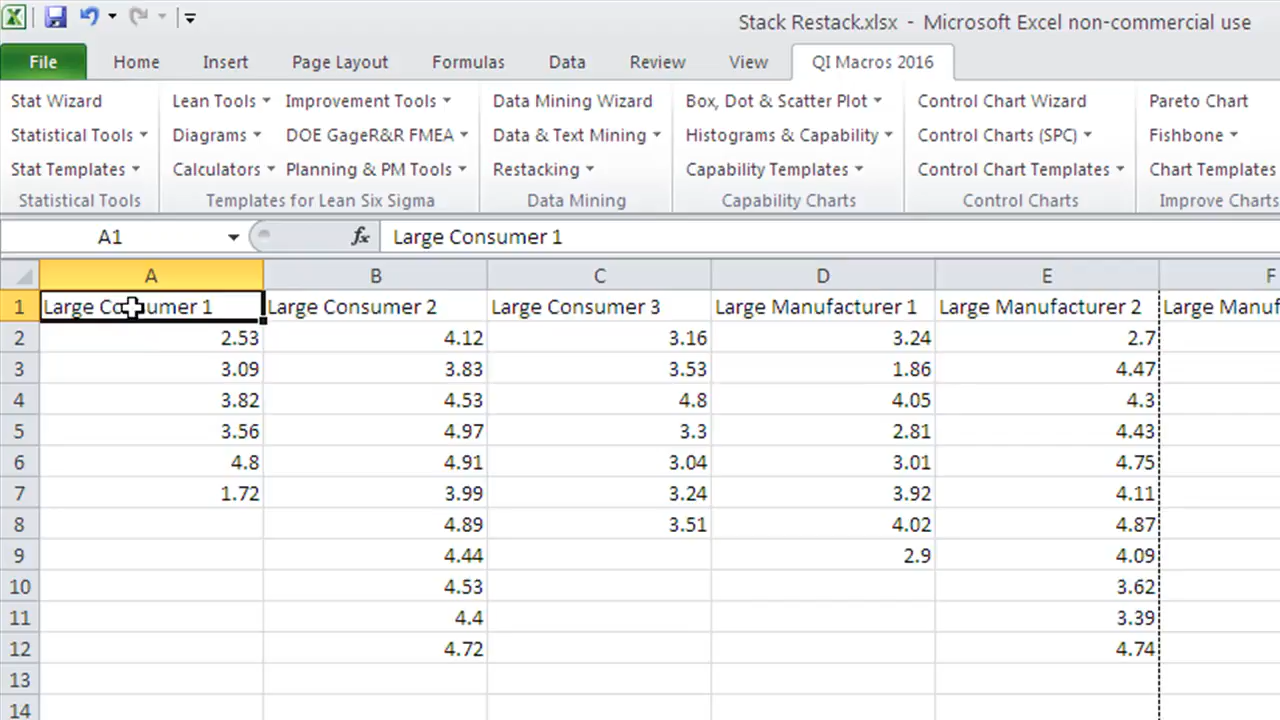 Stack Restack.xlsx - Microsoft Excel non-commercial use
File Home Insert Page Layout Formulas Data Review View QI Macros 2016
Stat Wizard Lean Tools Improvement Tools Data Mining Wizard Box, Dot & Scatter Plot Control Chart Wizard Pareto Chart
Statistical Tools Diagrams DOE GageR&R FMEA Data & Text Mining Histograms & Capability Control Charts (SPC) Fishbone
Stat Templates Calculators Planning & PM Tools Restacking Capability Templates Control Chart Templates Chart Templates
Statistical Tools Templates for Lean Six Sigma Data Mining Capability Charts Control Charts Improve Charts
A1 fx Large Consumer 1
A B C D E F
1 Large Consumer 1 Large Consumer 2 Large Consumer 3 Large Manufacturer 1 Large Manufacturer 2 Large Manuf
2 2.53 4.12 3.16 3.24 2.7
3 3.09 3.83 3.53 1.86 4.47
4 3.82 4.53 4.8 4.05 4.3
5 3.56 4.97 3.3 2.81 4.43
6 4.8 4.91 3.04 3.01 4.75
7 1.72 3.99 3.24 3.92 4.11
8 4.89 3.51 4.02 4.87
9 4.44 2.9 4.09
10 4.53 3.62
11 4.4 3.39
12 4.72 4.74
13
14